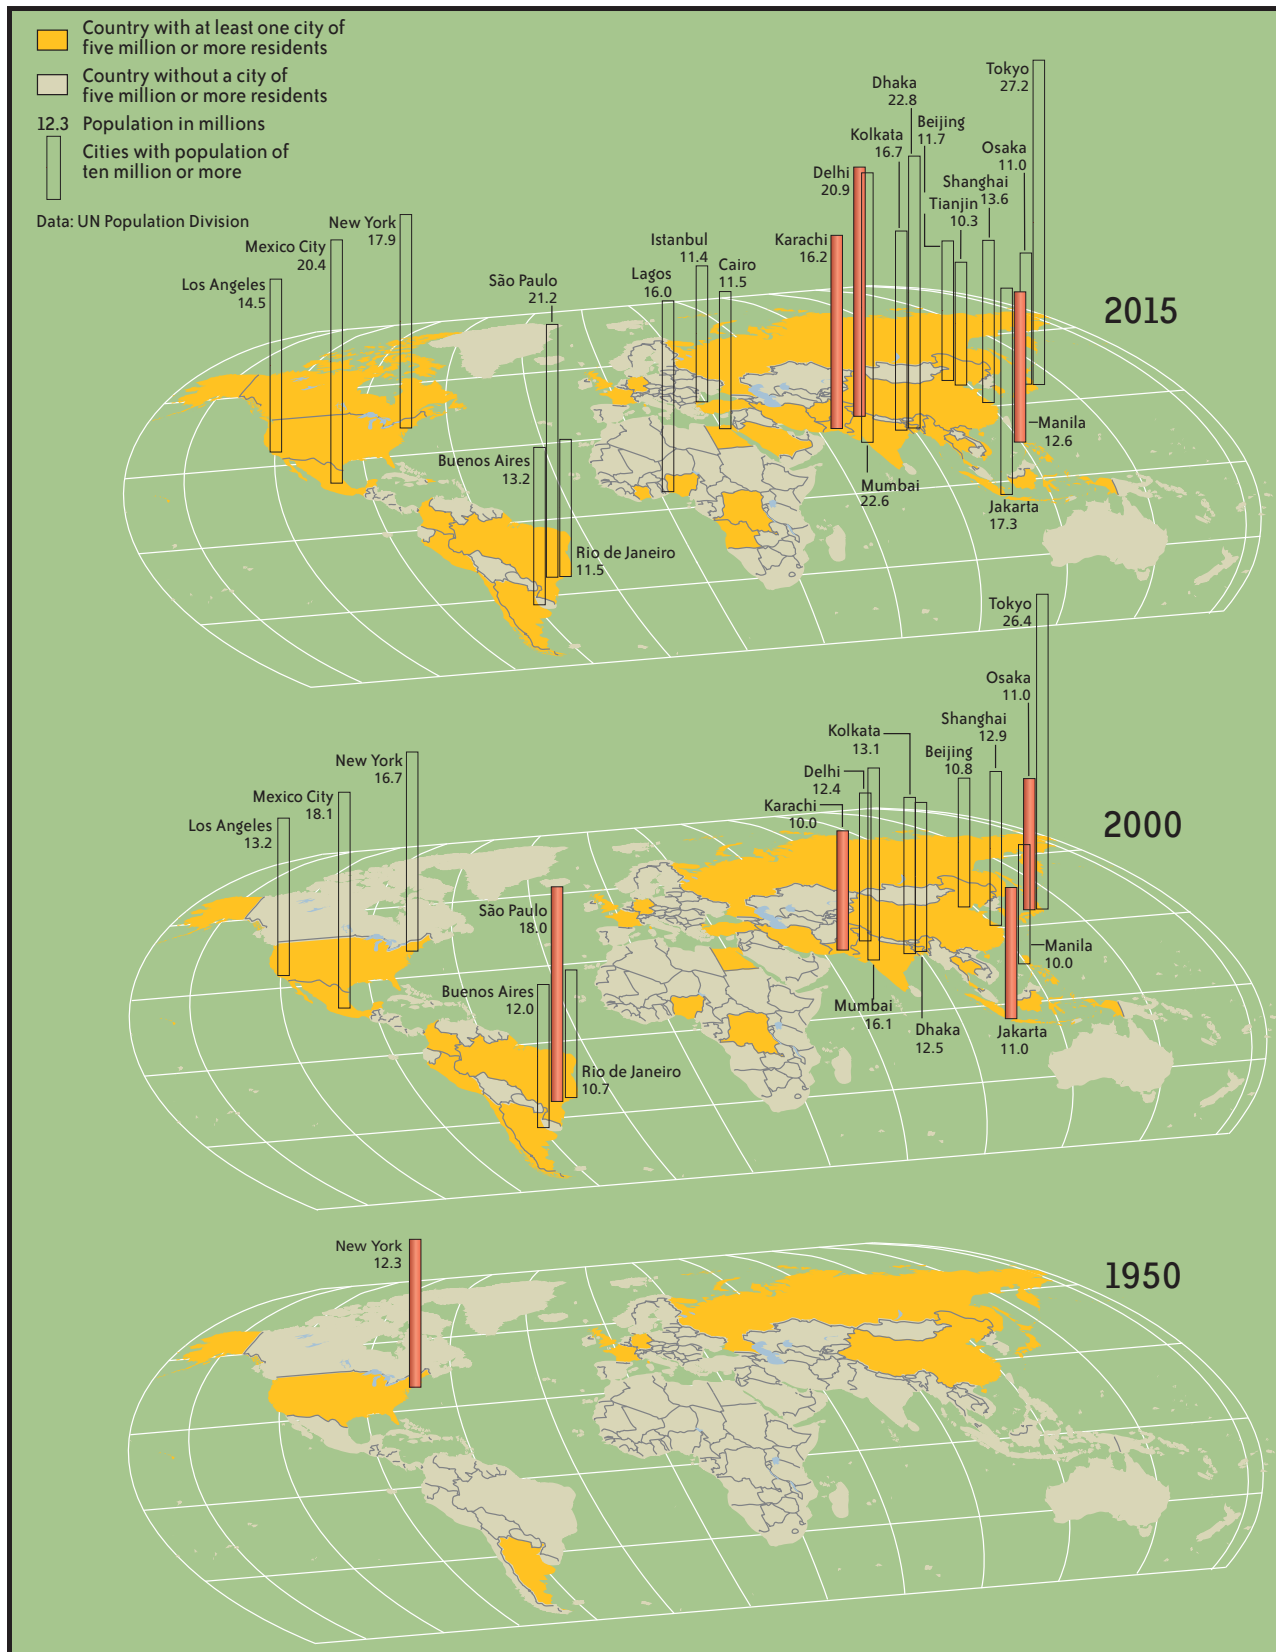 Country with at least one city of
five million or more residents
Country without a city of
five million or more residents
12.3 Population in millions
Cities with population of
ten million or more
Data: UN Population Division
Los Angeles
14.5
Mexico City
20.4
New York
17.9
São Paulo
21.2
Buenos Aires
13.2
Rio de Janeiro
11.5
Lagos
16.0
Istanbul
11.4
Cairo
11.5
Karachi
16.2
Delhi
20.9
Kolkata
16.7
Dhaka
22.8
Beijing
11.7
Tianjin
10.3
Shanghai
13.6
Osaka
11.0
Tokyo
27.2
2015
Manila
12.6
Mumbai
22.6
Jakarta
17.3
Los Angeles
13.2
Mexico City
18.1
New York
16.7
São Paulo
18.0
Buenos Aires
12.0
Rio de Janeiro
10.7
Karachi
10.0
Delhi
12.4
Kolkata
13.1
Beijing
10.8
Shanghai
12.9
Osaka
11.0
Tokyo
26.4
2000
Manila
10.0
Mumbai
16.1
Dhaka
12.5
Jakarta
11.0
New York
12.3
1950